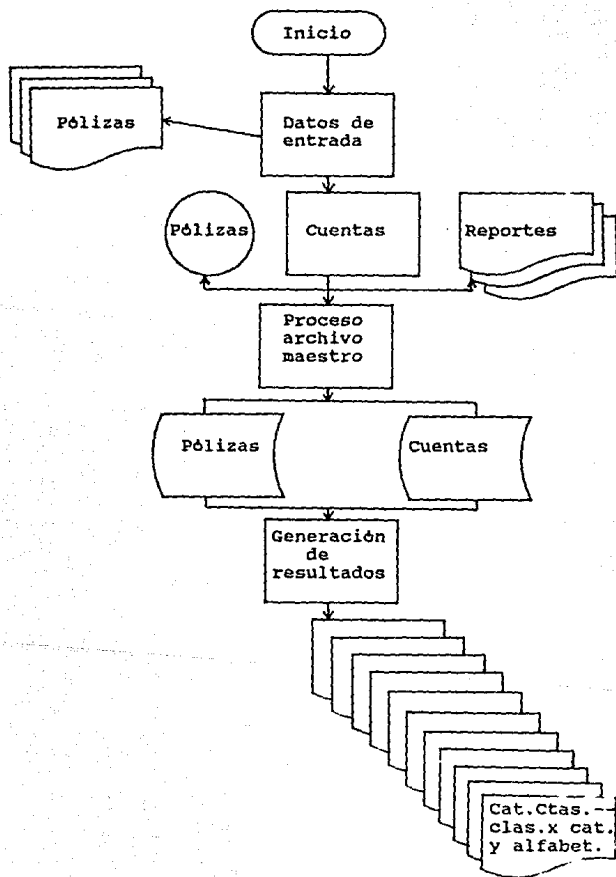 Inicio
Pólizas
Datos de
entrada
Pólizas
Cuentas
Reportes
Proceso
archivo
maestro
Pólizas
Cuentas
Generación
de
resultados
Cat.Ctas.--
clas.x cat.
y alfabet.